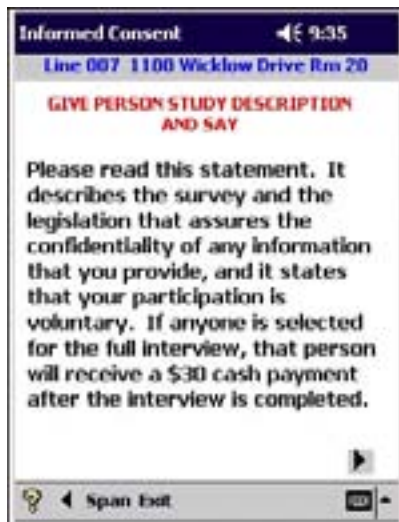 Informed Consent 9:35
Line 007 1100 Wicklow Drive Rm 20
GIVE PERSON STUDY DESCRIPTION
AND SAY
Please read this statement. It
describes the survey and the
legislation that assures the
confidentiality of any information
that you provide, and it states
that your participation is
voluntary. If anyone is selected
for the full interview, that person
will receive a $30 cash payment
after the interview is completed.
Span Exit